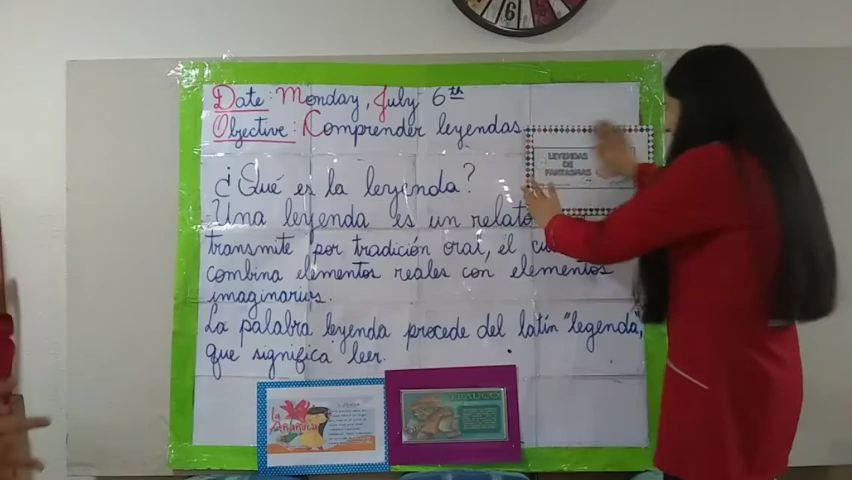 Date: Monday, July 6th
Objective: Comprender leyendas.
LEYENDAS
DE
FANTASMAS
¿Qué es la leyenda?
-Una leyenda es un relato
transmite por tradición oral, el
combina elementos reales con elementos
imaginarios.
La palabra leyenda procede del latín "legenda",
que significa leer.
la
Añañuca